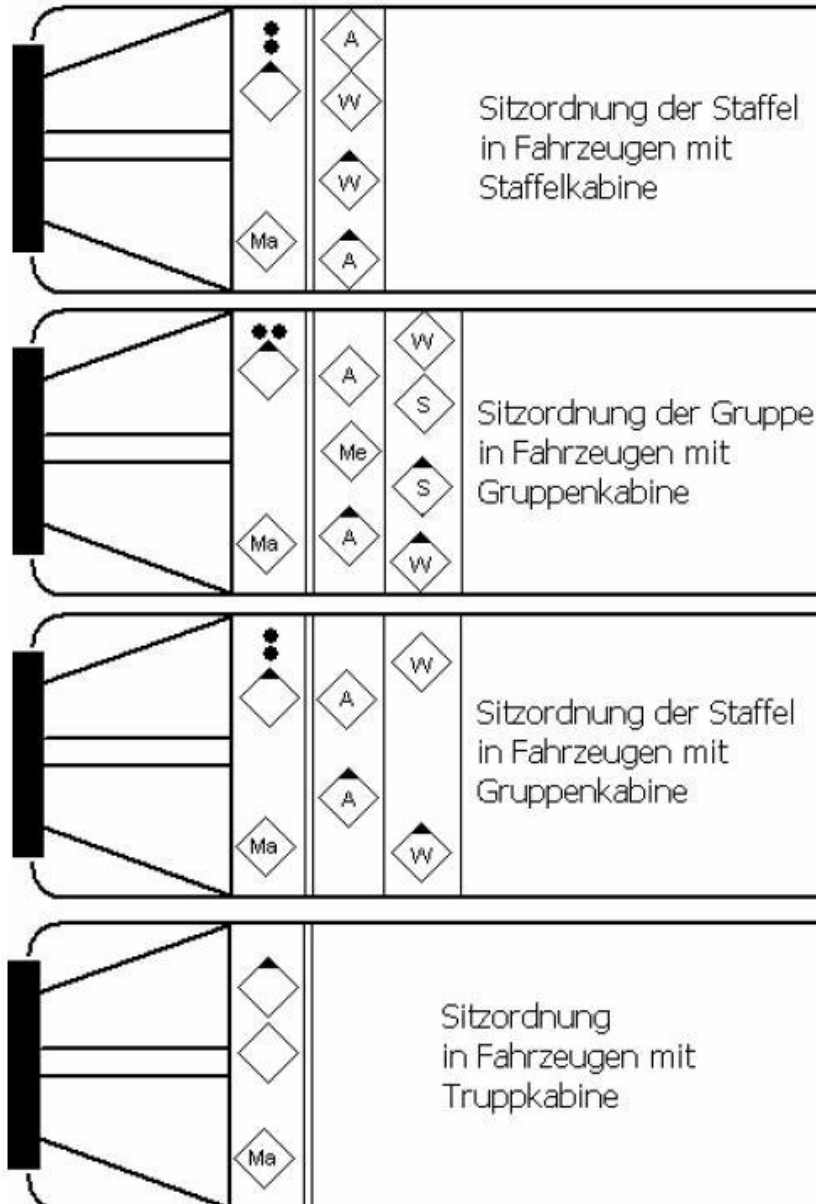 A
W
W
Ma
A
Sitzordnung der Staffel
in Fahrzeugen mit
Staffelkabine
W
A
S
Me
S
Ma
A
W
Sitzordnung der Gruppe
in Fahrzeugen mit
Gruppenkabine
W
A
A
Ma
W
Sitzordnung der Staffel
in Fahrzeugen mit
Gruppenkabine
Ma
Sitzordnung
in Fahrzeugen mit
Truppkabine